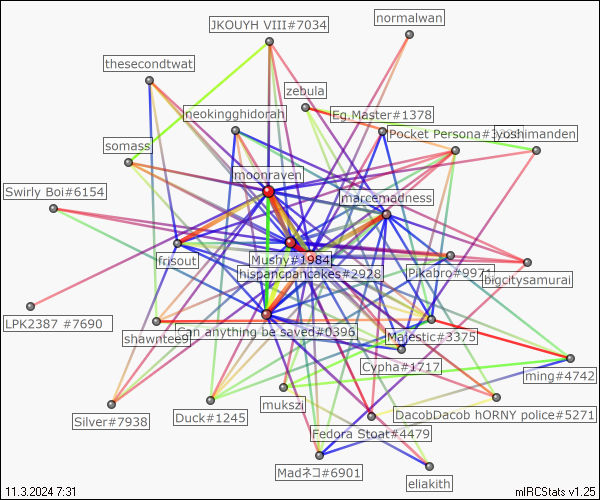 normalwan
JKOUYH VIII#7034
thesecondtwat
zebula
neokingghidorah
Eg.Master#1378
Pocket Persona#3
yoshimanden
somass
moonraven
Swirly Boi#6154
marcemadness
frisout
Mushy#1984
hispancpancakes#2928
Pikabro#9971
bigcitysamurai
LPK2387 #7690
shawntee9
Can anything be saved#0396
Majestic#3375
Cypha#1717
ming#4742
Silver#7938
Duck#1245
mukszi
DacobDacob hORNY police#5271
Fedora Stoat#4479
Madネコ#6901
eliakith
11.3.2024 7:31
mIRCStats v1.25